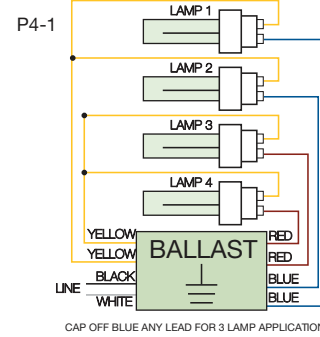 P4-1
LAMP 1
LAMP 2
LAMP 3
LAMP 4
YELLOW
YELLOW
BALLAST
RED
RED
BLACK
LINE
WHITE
BLUE
BLUE
CAP OFF BLUE ANY LEAD FOR 3 LAMP APPLICATION